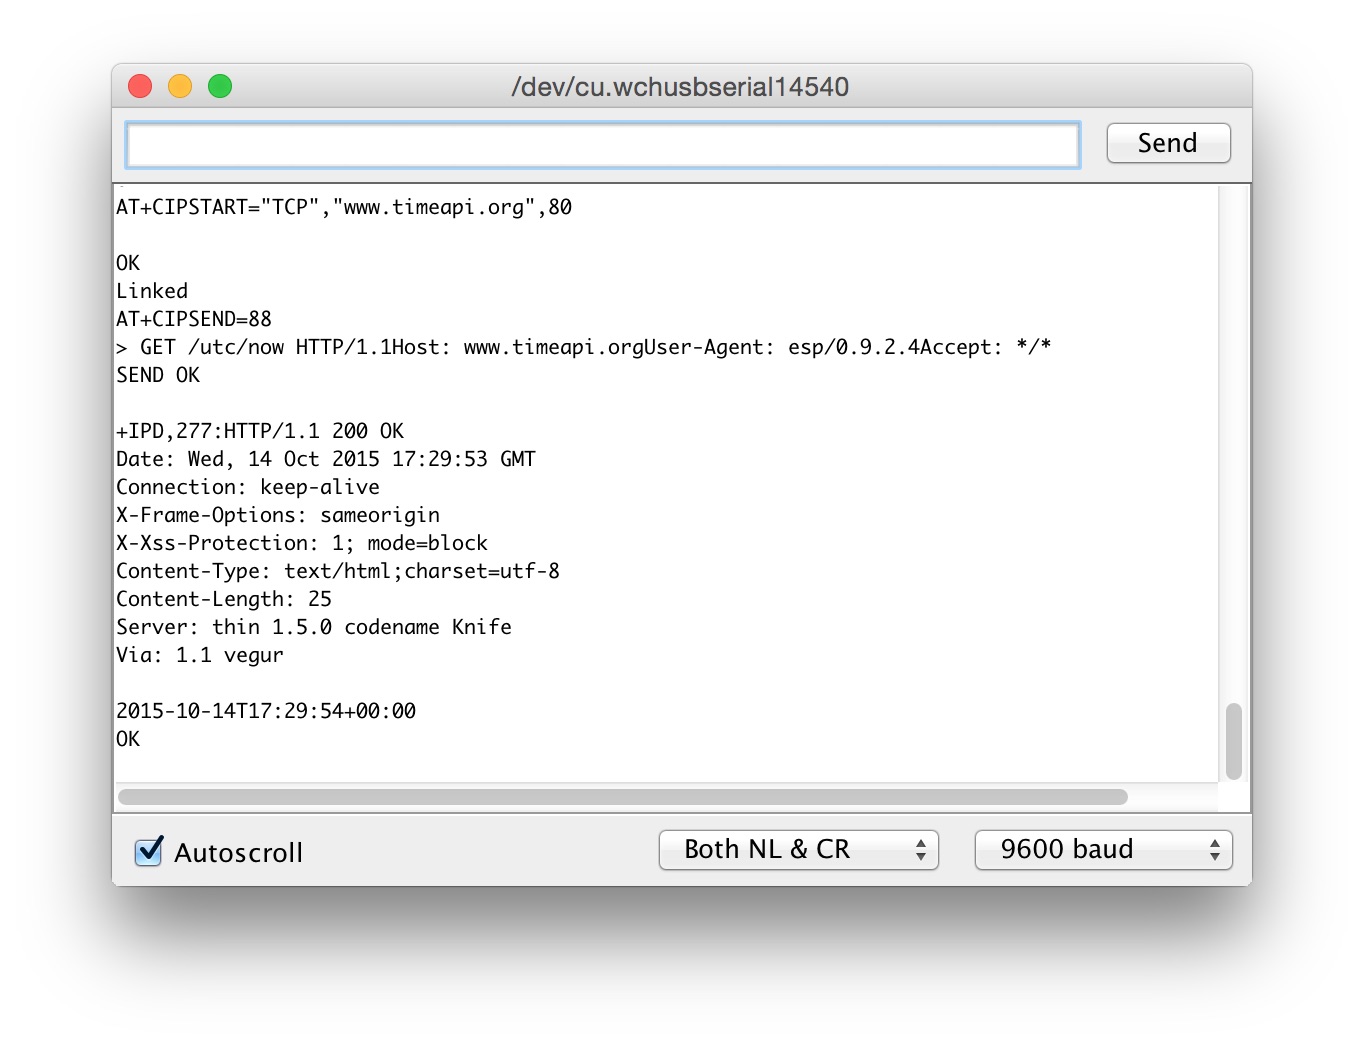 /dev/cu.wchusbserial14540
Send
AT+CIPSTART="TCP","www.timeapi.org",80
OK
Linked
AT+CIPSEND=88
> GET /utc/now HTTP/1.1Host: www.timeapi.orgUser-Agent: esp/0.9.2.4Accept: */*
SEND OK
+IPD,277:HTTP/1.1 200 OK
Date: Wed, 14 Oct 2015 17:29:53 GMT
Connection: keep-alive
X-Frame-Options: sameorigin
X-Xss-Protection: 1; mode=block
Content-Type: text/html;charset=utf-8
Content-Length: 25
Server: thin 1.5.0 codename Knife
Via: 1.1 vegur
2015-10-14T17:29:54+00:00
OK
Autoscroll
Both NL & CR
9600 baud